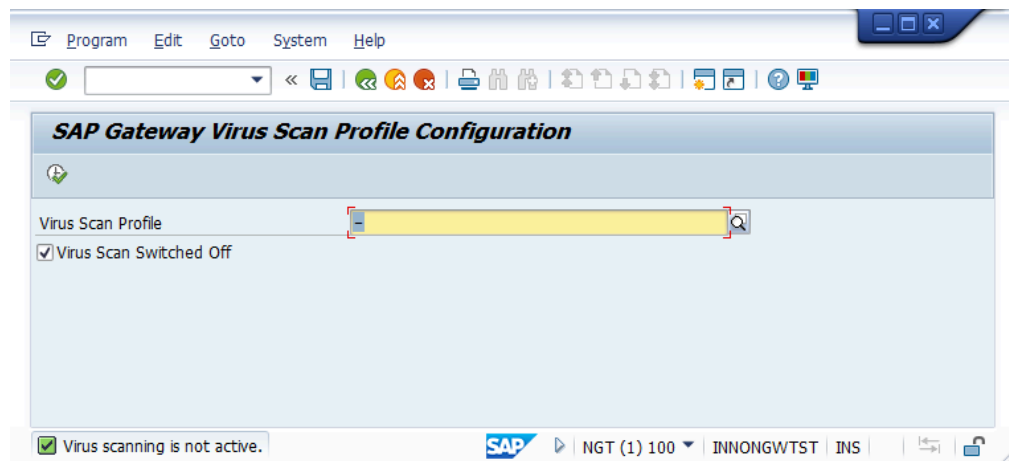 Program Edit Goto System Help
SAP Gateway Virus Scan Profile Configuration
Virus Scan Profile –
Virus Scan Switched Off
Virus scanning is not active. SAP NGT (1) 100 INNONGWTST INS